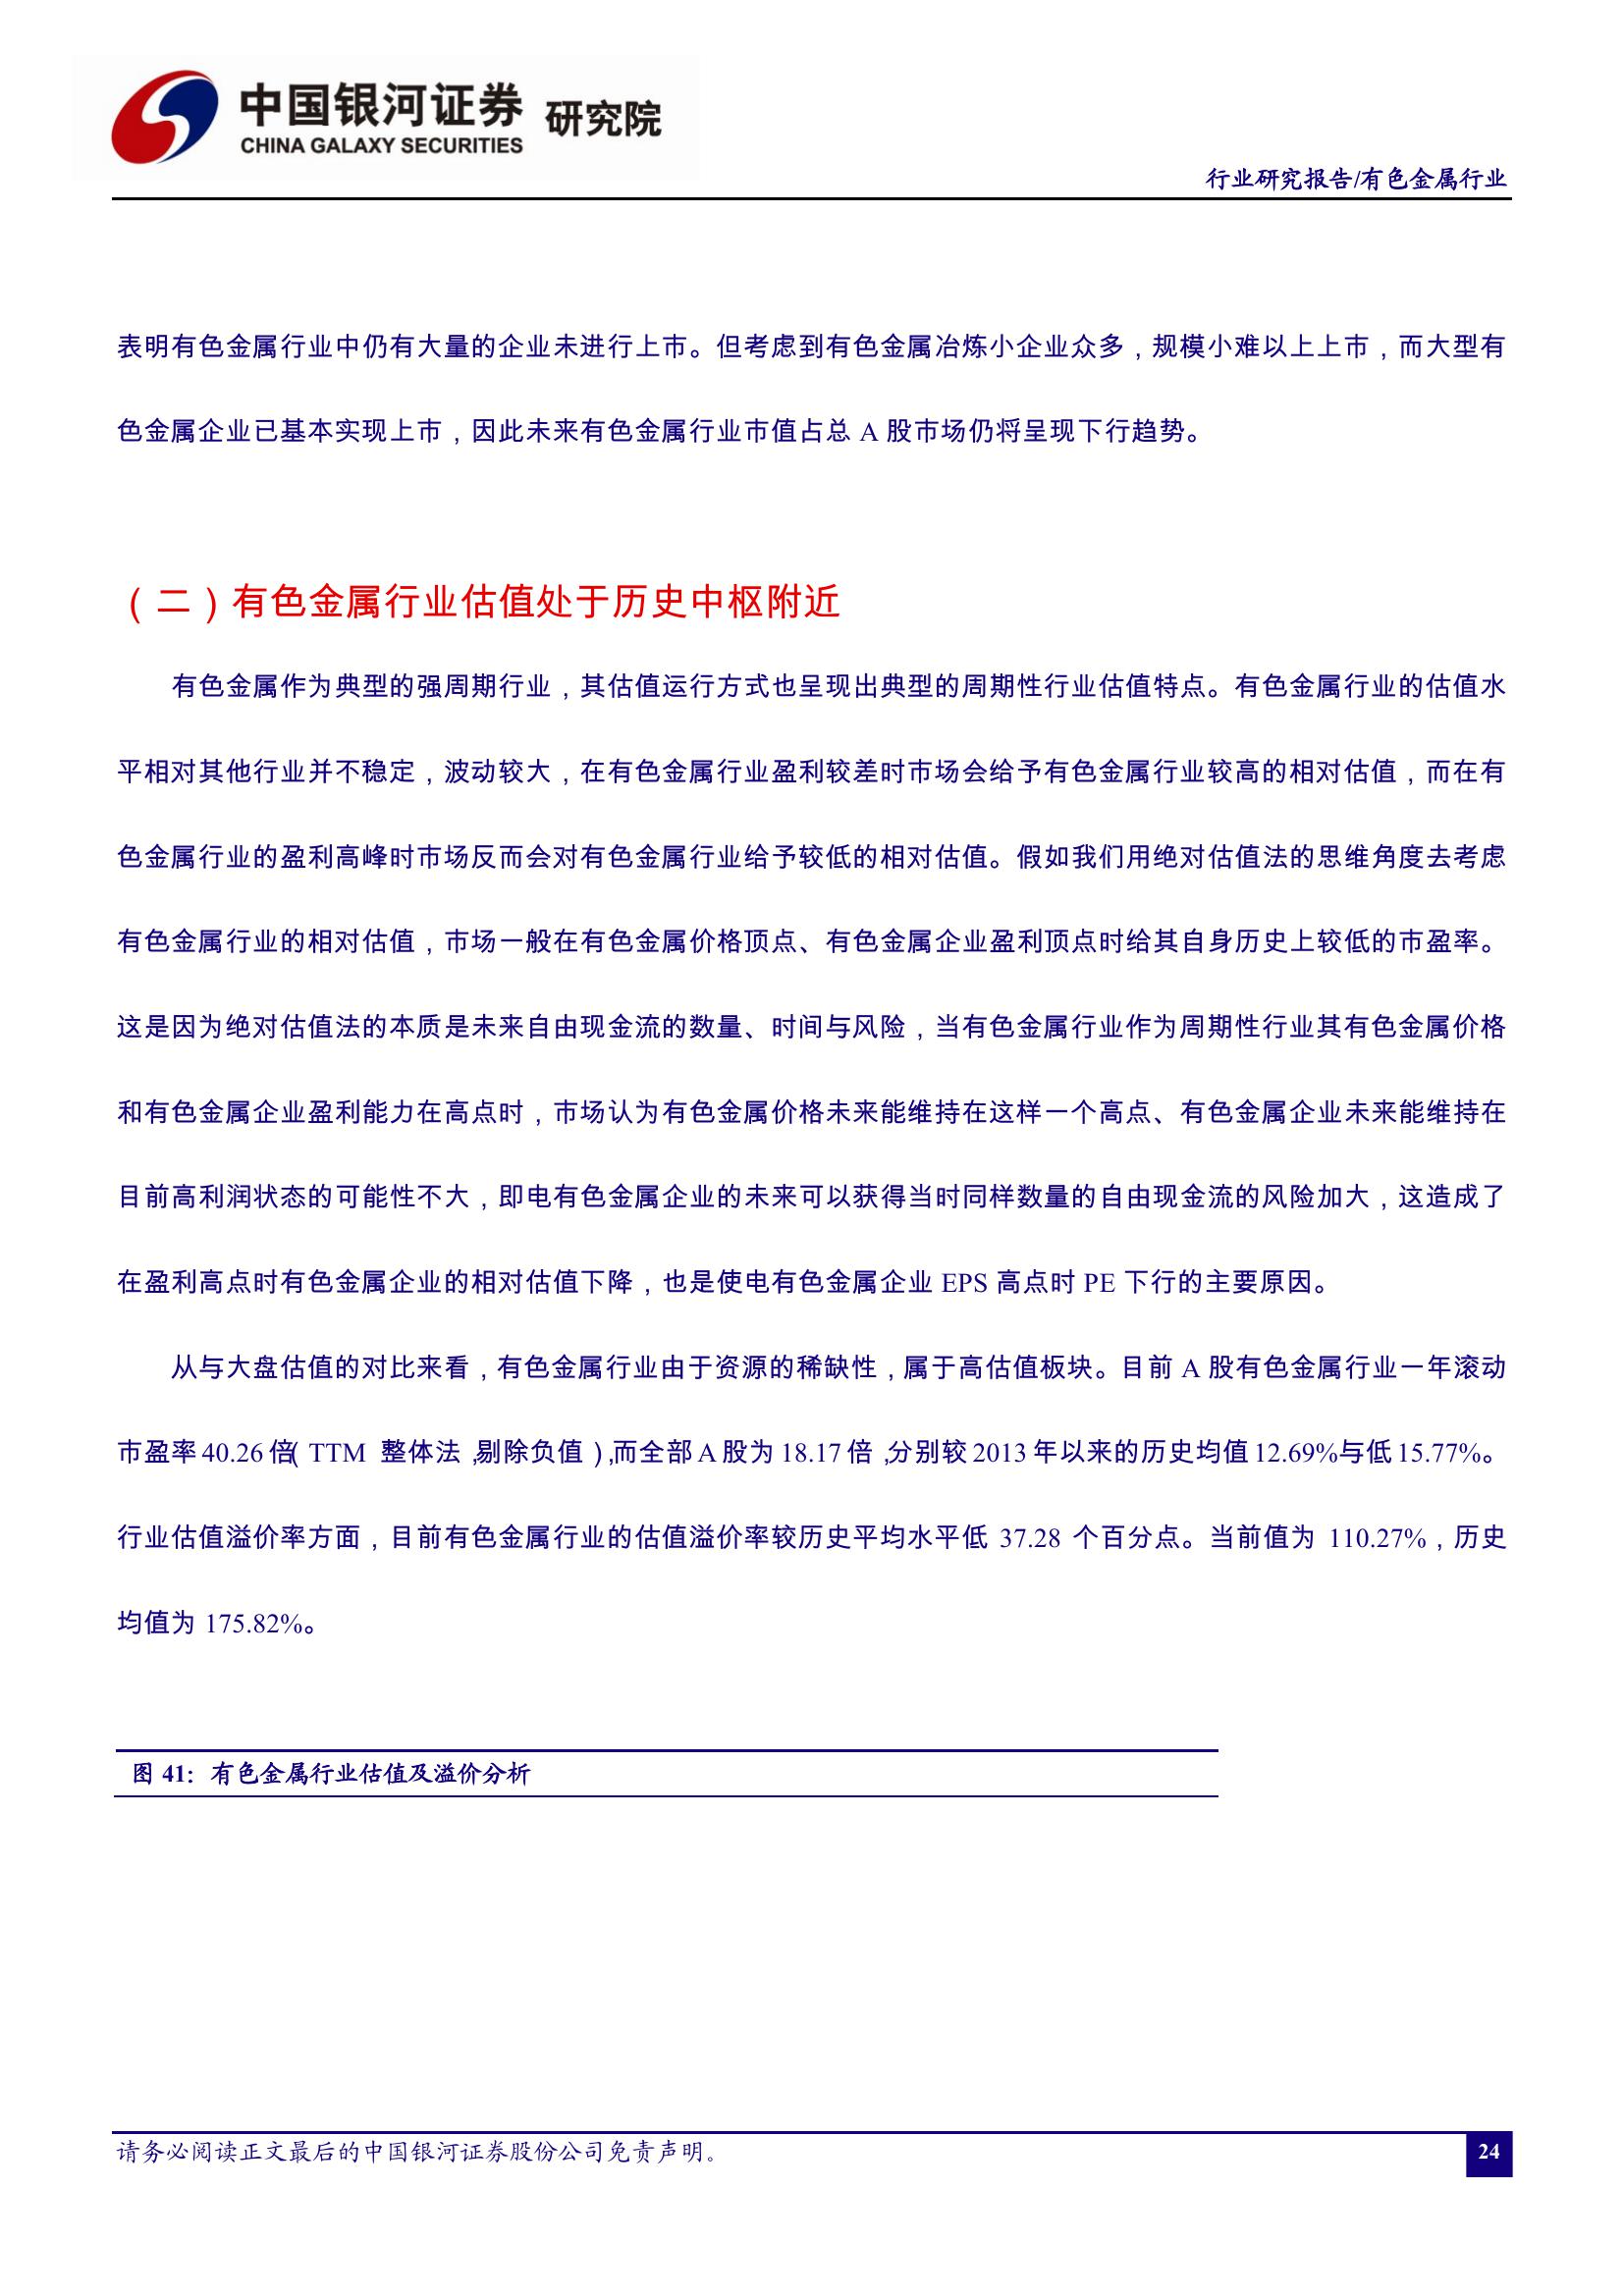 中国银河证券 研究院
CHINA GALAXY SECURITIES
行业研究报告/有色金属行业
表明有色金属行业中仍有大量的企业未进行上市。但考虑到有色金属冶炼小企业众多，规模小难以上上市，而大型有
色金属企业已基本实现上市，因此未来有色金属行业市值占总 A 股市场仍将呈现下行趋势。
（二）有色金属行业估值处于历史中枢附近
有色金属作为典型的强周期行业，其估值运行方式也呈现出典型的周期性行业估值特点。有色金属行业的估值水
平相对其他行业并不稳定，波动较大，在有色金属行业盈利较差时市场会给予有色金属行业较高的相对估值，而在有
色金属行业的盈利高峰时市场反而会对有色金属行业给予较低的相对估值。假如我们用绝对估值法的思维角度去考虑
有色金属行业的相对估值，市场一般在有色金属价格顶点、有色金属企业盈利顶点时给其自身历史上较低的市盈率。
这是因为绝对估值法的本质是未来自由现金流的数量、时间与风险，当有色金属行业作为周期性行业其有色金属价格
和有色金属企业盈利能力在高点时，市场认为有色金属价格未来能维持在这样一个高点、有色金属企业未来能维持在
目前高利润状态的可能性不大，即电有色金属企业的未来可以获得当时同样数量的自由现金流的风险加大，这造成了
在盈利高点时有色金属企业的相对估值下降，也是使电有色金属企业 EPS 高点时 PE 下行的主要原因。
从与大盘估值的对比来看，有色金属行业由于资源的稀缺性，属于高估值板块。目前 A 股有色金属行业一年滚动
市盈率 40.26 倍（TTM 整体法，剔除负值），而全部 A 股为 18.17 倍，分别较 2013 年以来的历史均值 12.69%与低 15.77%。
行业估值溢价率方面，目前有色金属行业的估值溢价率较历史平均水平低 37.28 个百分点。当前值为 110.27%，历史
均值为 175.82%。
图 41：有色金属行业估值及溢价分析
请务必阅读正文最后的中国银河证券股份公司免责声明。
24